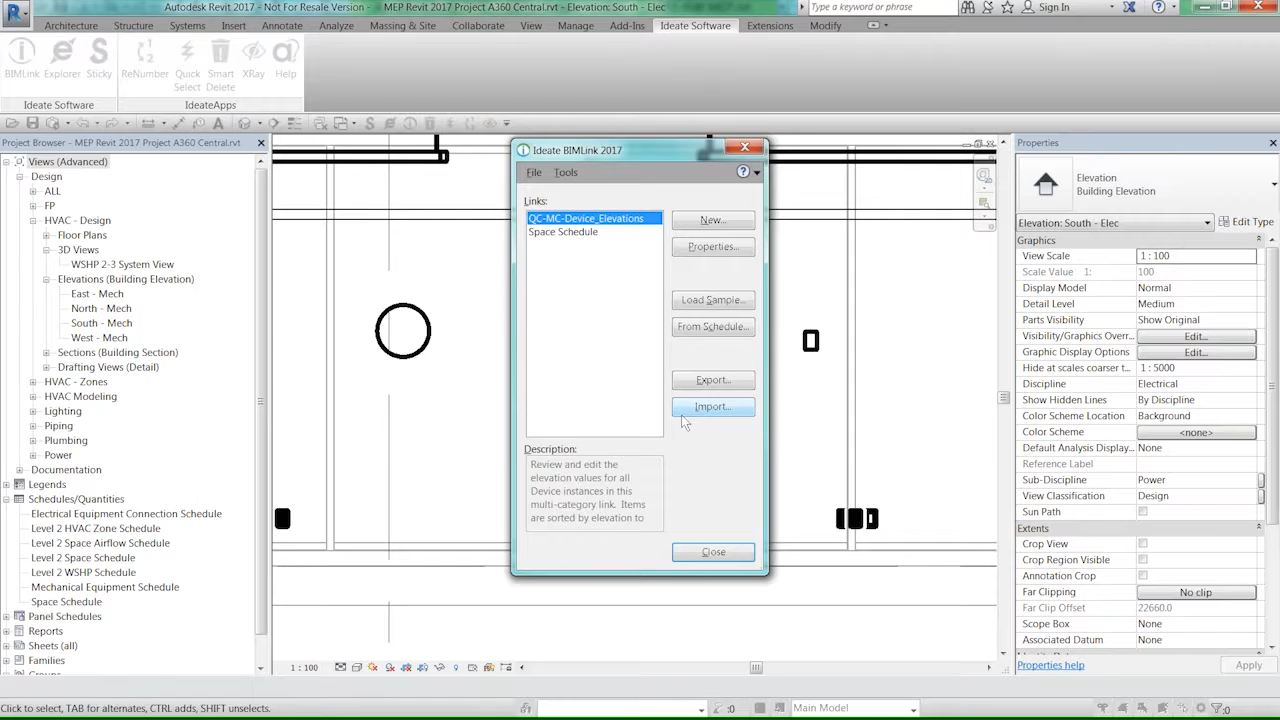 Autodesk Revit 2017 - Not For Resale Version - MEP Revit 2017 Project A360 Central.rvt - Elevation: South - Elec
Type a keyword or phrase
Sign In
Architecture Structure Systems Insert Annotate Analyze Massing & Site Collaborate View Manage Add-Ins Ideate Software Extensions Modify
BIMLink Explorer Sticky ReNumber Quick Select Smart Delete XRay Help
Ideate Software IdeateApps
Project Browser - MEP Revit 2017 Project A360 Central.rvt
Views (Advanced)
Design
ALL
FP
HVAC - Design
Floor Plans
3D Views
WSHP 2-3 System View
Elevations (Building Elevation)
East - Mech
North - Mech
South - Mech
West - Mech
Sections (Building Section)
Drafting Views (Detail)
HVAC - Zones
HVAC Modeling
Lighting
Piping
Plumbing
Power
Documentation
Legends
Schedules/Quantities
Electrical Equipment Connection Schedule
Level 2 HVAC Zone Schedule
Level 2 Space Airflow Schedule
Level 2 Space Schedule
Level 2 WSHP Schedule
Mechanical Equipment Schedule
Space Schedule
Panel Schedules
Reports
Sheets (all)
Families
Ideate BIMLink 2017
File Tools
Links:
QC-MC-Device_Elevations
Space Schedule
New...
Properties...
Load Sample...
From Schedule...
Export...
Import...
Description:
Review and edit the
elevation values for all
Device instances in this
multi-category link. Items
are sorted by elevation to
Close
Properties
Elevation
Building Elevation
Elevation: South - Elec Edit Type
Graphics
View Scale 1 : 100
Scale Value 1: 100
Display Model Normal
Detail Level Medium
Parts Visibility Show Original
Visibility/Graphics Overr... Edit...
Graphic Display Options Edit...
Hide at scales coarser t... 1 : 5000
Discipline Electrical
Show Hidden Lines By Discipline
Color Scheme Location Background
Color Scheme <none>
Default Analysis Display... None
Reference Label
Sub-Discipline Power
View Classification Design
Sun Path
Extents
Crop View
Crop Region Visible
Annotation Crop
Far Clipping No clip
Far Clip Offset 22660.0
Scope Box None
Associated Datum None
Properties help Apply
1 : 100
Click to select, TAB for alternates, CTRL adds, SHIFT unselects.
:0 Main Model :0